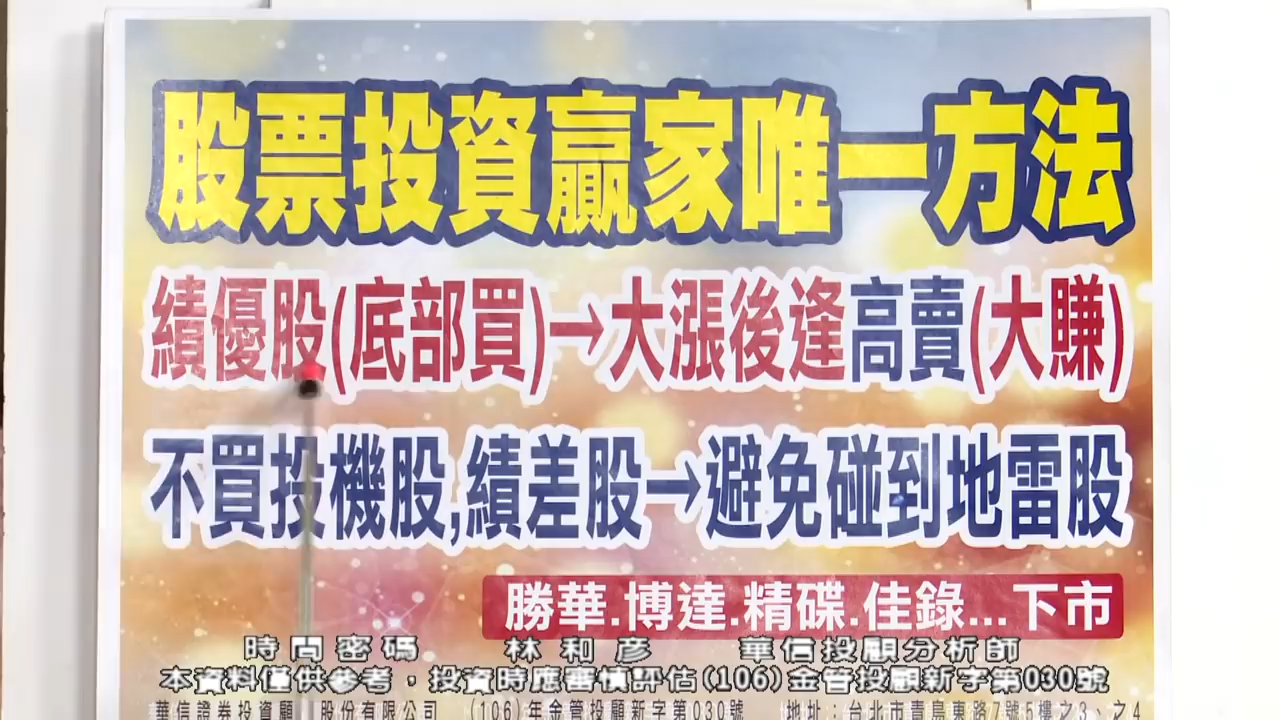 股票投資贏家唯一方法
績優股(底部買)→大漲後逢高賣(大賺)
不買投機股,績差股→避免碰到地雷股
勝華.博達.精碟.佳錄...下市
時間密碼 林和彥 華信投顧分析師
本資料僅供參考，投資時應審慎評估(106)金管投顧新字第030號
華信證券投資顧 股份有限公司 (106)年金管投顧新字第030號 地址:台北市青島東路7號5樓之3、之4